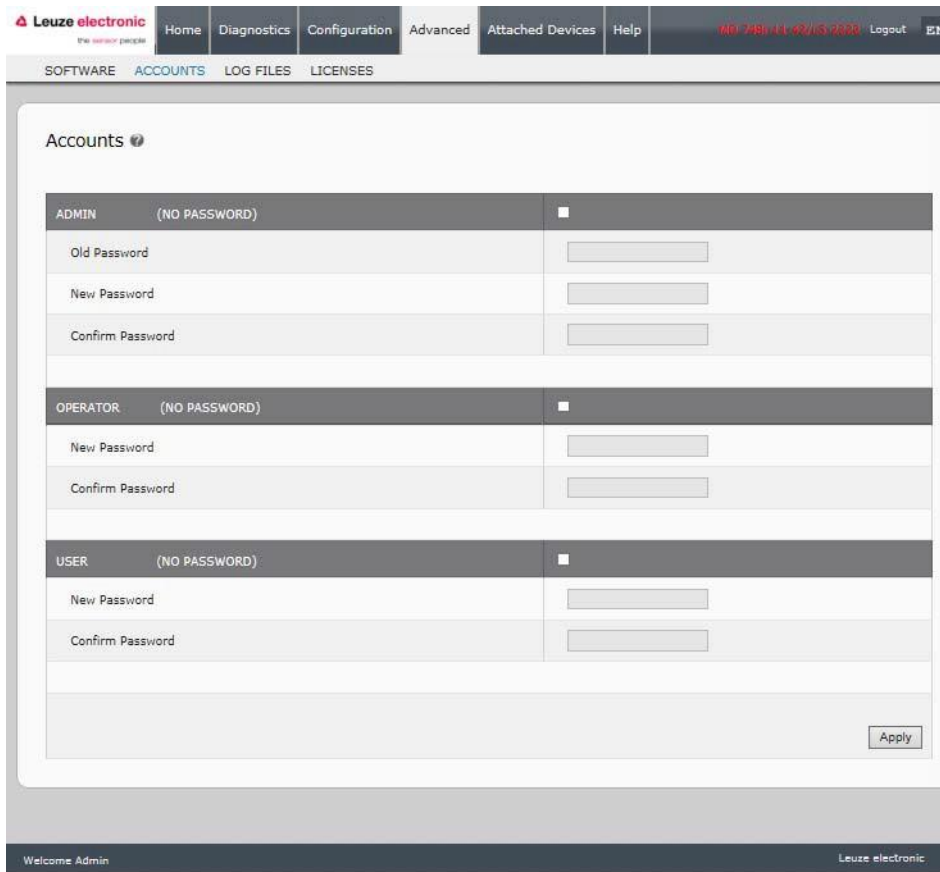 Leuze electronic
the sensor people
Home Diagnostics Configuration Advanced Attached Devices Help Logout EN
SOFTWARE ACCOUNTS LOG FILES LICENSES
Accounts ?
ADMIN (NO PASSWORD)
Old Password
New Password
Confirm Password
OPERATOR (NO PASSWORD)
New Password
Confirm Password
USER (NO PASSWORD)
New Password
Confirm Password
Apply
Welcome Admin Leuze electronic